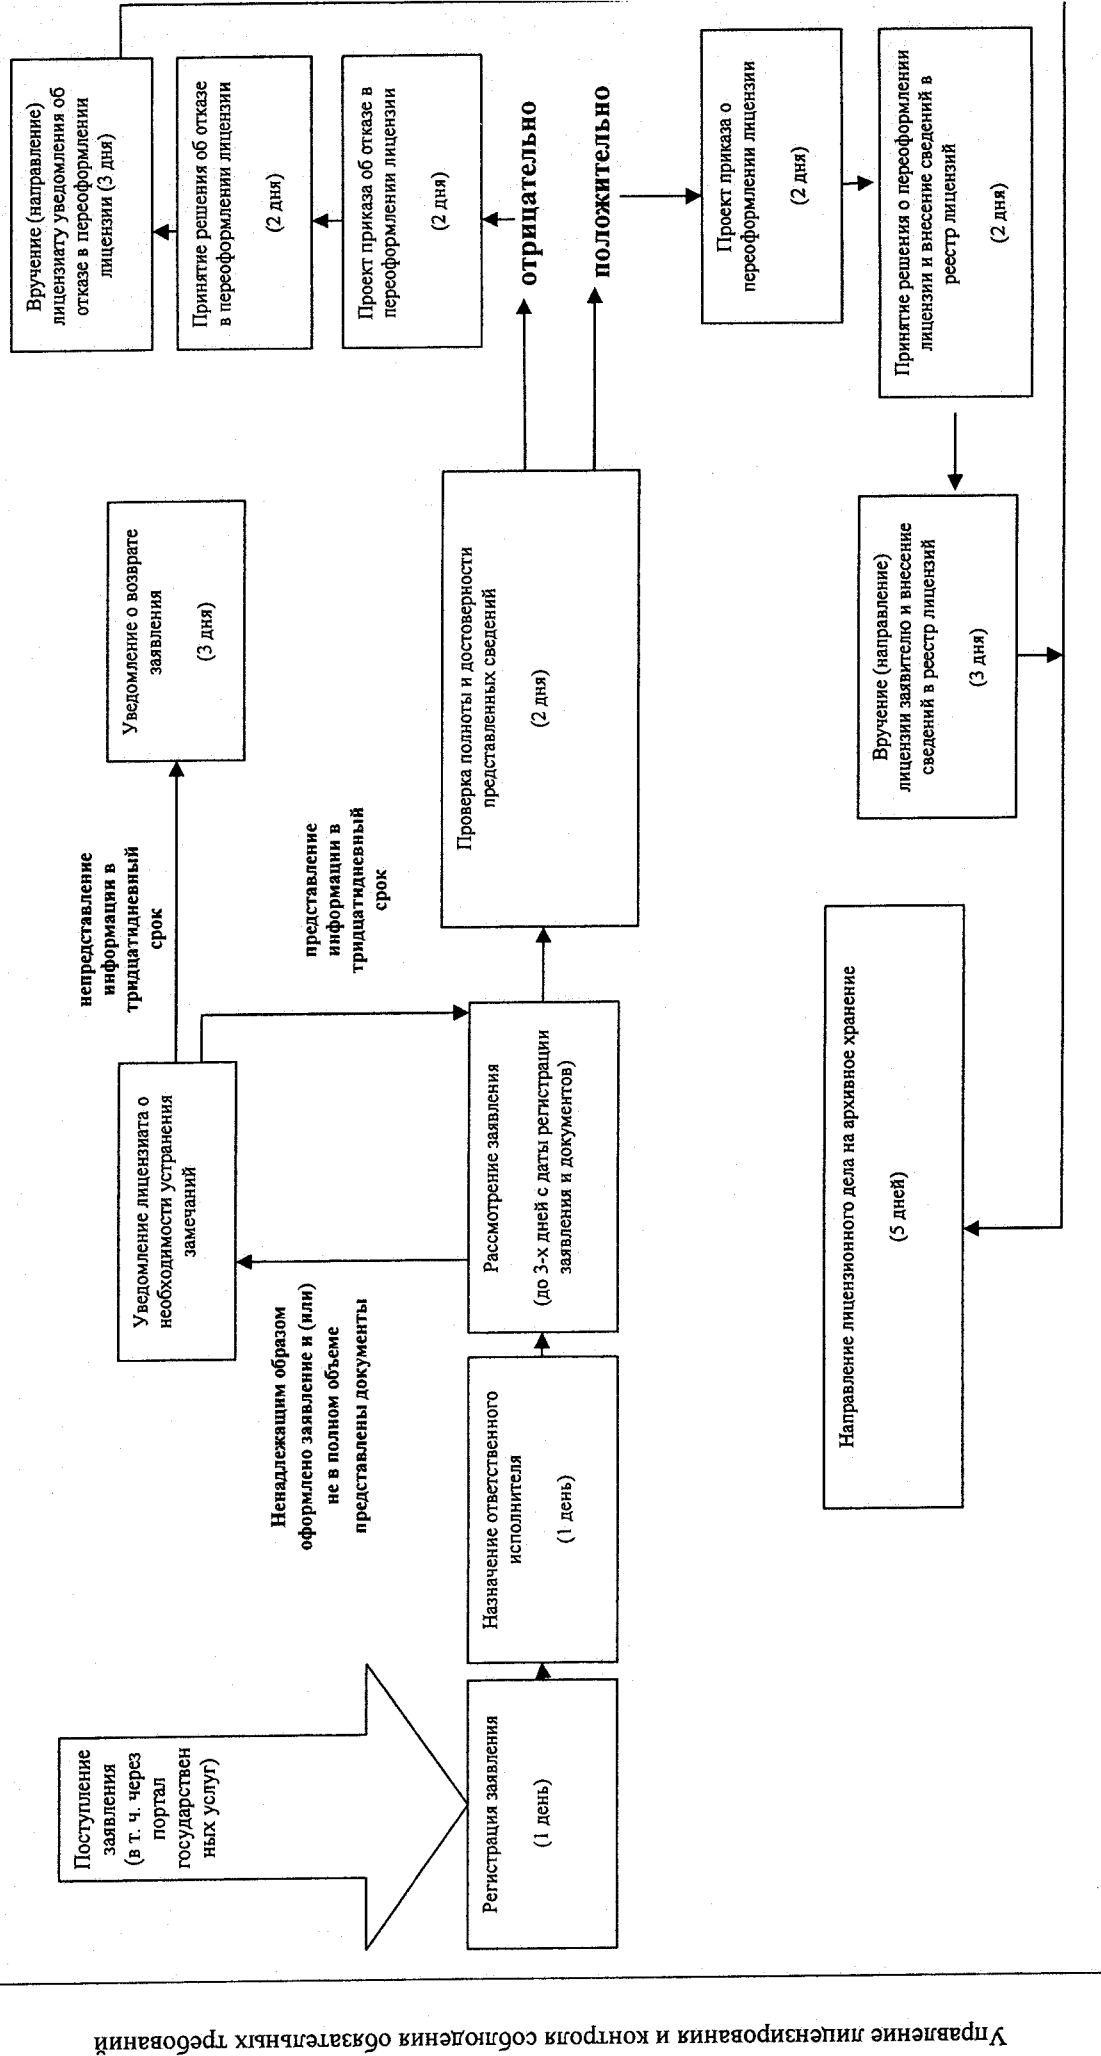 Управление лицензирования и контроля соблюдения обязательных требований
Поступление
заявления
(в т. ч. через
портал
государствен
ных услуг)
Регистрация заявления
(1 день)
Назначение ответственного
исполнителя
(1 день)
Рассмотрение заявления
(до 3-х дней с даты регистрации
заявления и документов)
Ненадлежащим образом
оформлено заявление и (или)
не в полном объеме
представлены документы
Уведомление лицензиата о
необходимости устранения
замечаний
непредставление
информации в
тридцатидневный
срок
Уведомление о возврате
заявления
(3 дня)
представление
информации в
тридцатидневный
срок
Проверка полноты и достоверности
представленных сведений
(2 дня)
отрицательно
положительно
Проект приказа об отказе в
переоформлении лицензии
(2 дня)
Принятие решения об отказе
в переоформлении лицензии
(2 дня)
Вручение (направление)
лицензиату уведомления об
отказе в переоформлении
лицензии (3 дня)
Проект приказа о
переоформлении лицензии
(2 дня)
Принятие решения о переоформлении
лицензии и внесение сведений в
реестр лицензий
(2 дня)
Вручение (направление)
лицензии заявителю и внесение
сведений в реестр лицензий
(3 дня)
Направление лицензионного дела на архивное хранение
(5 дней)